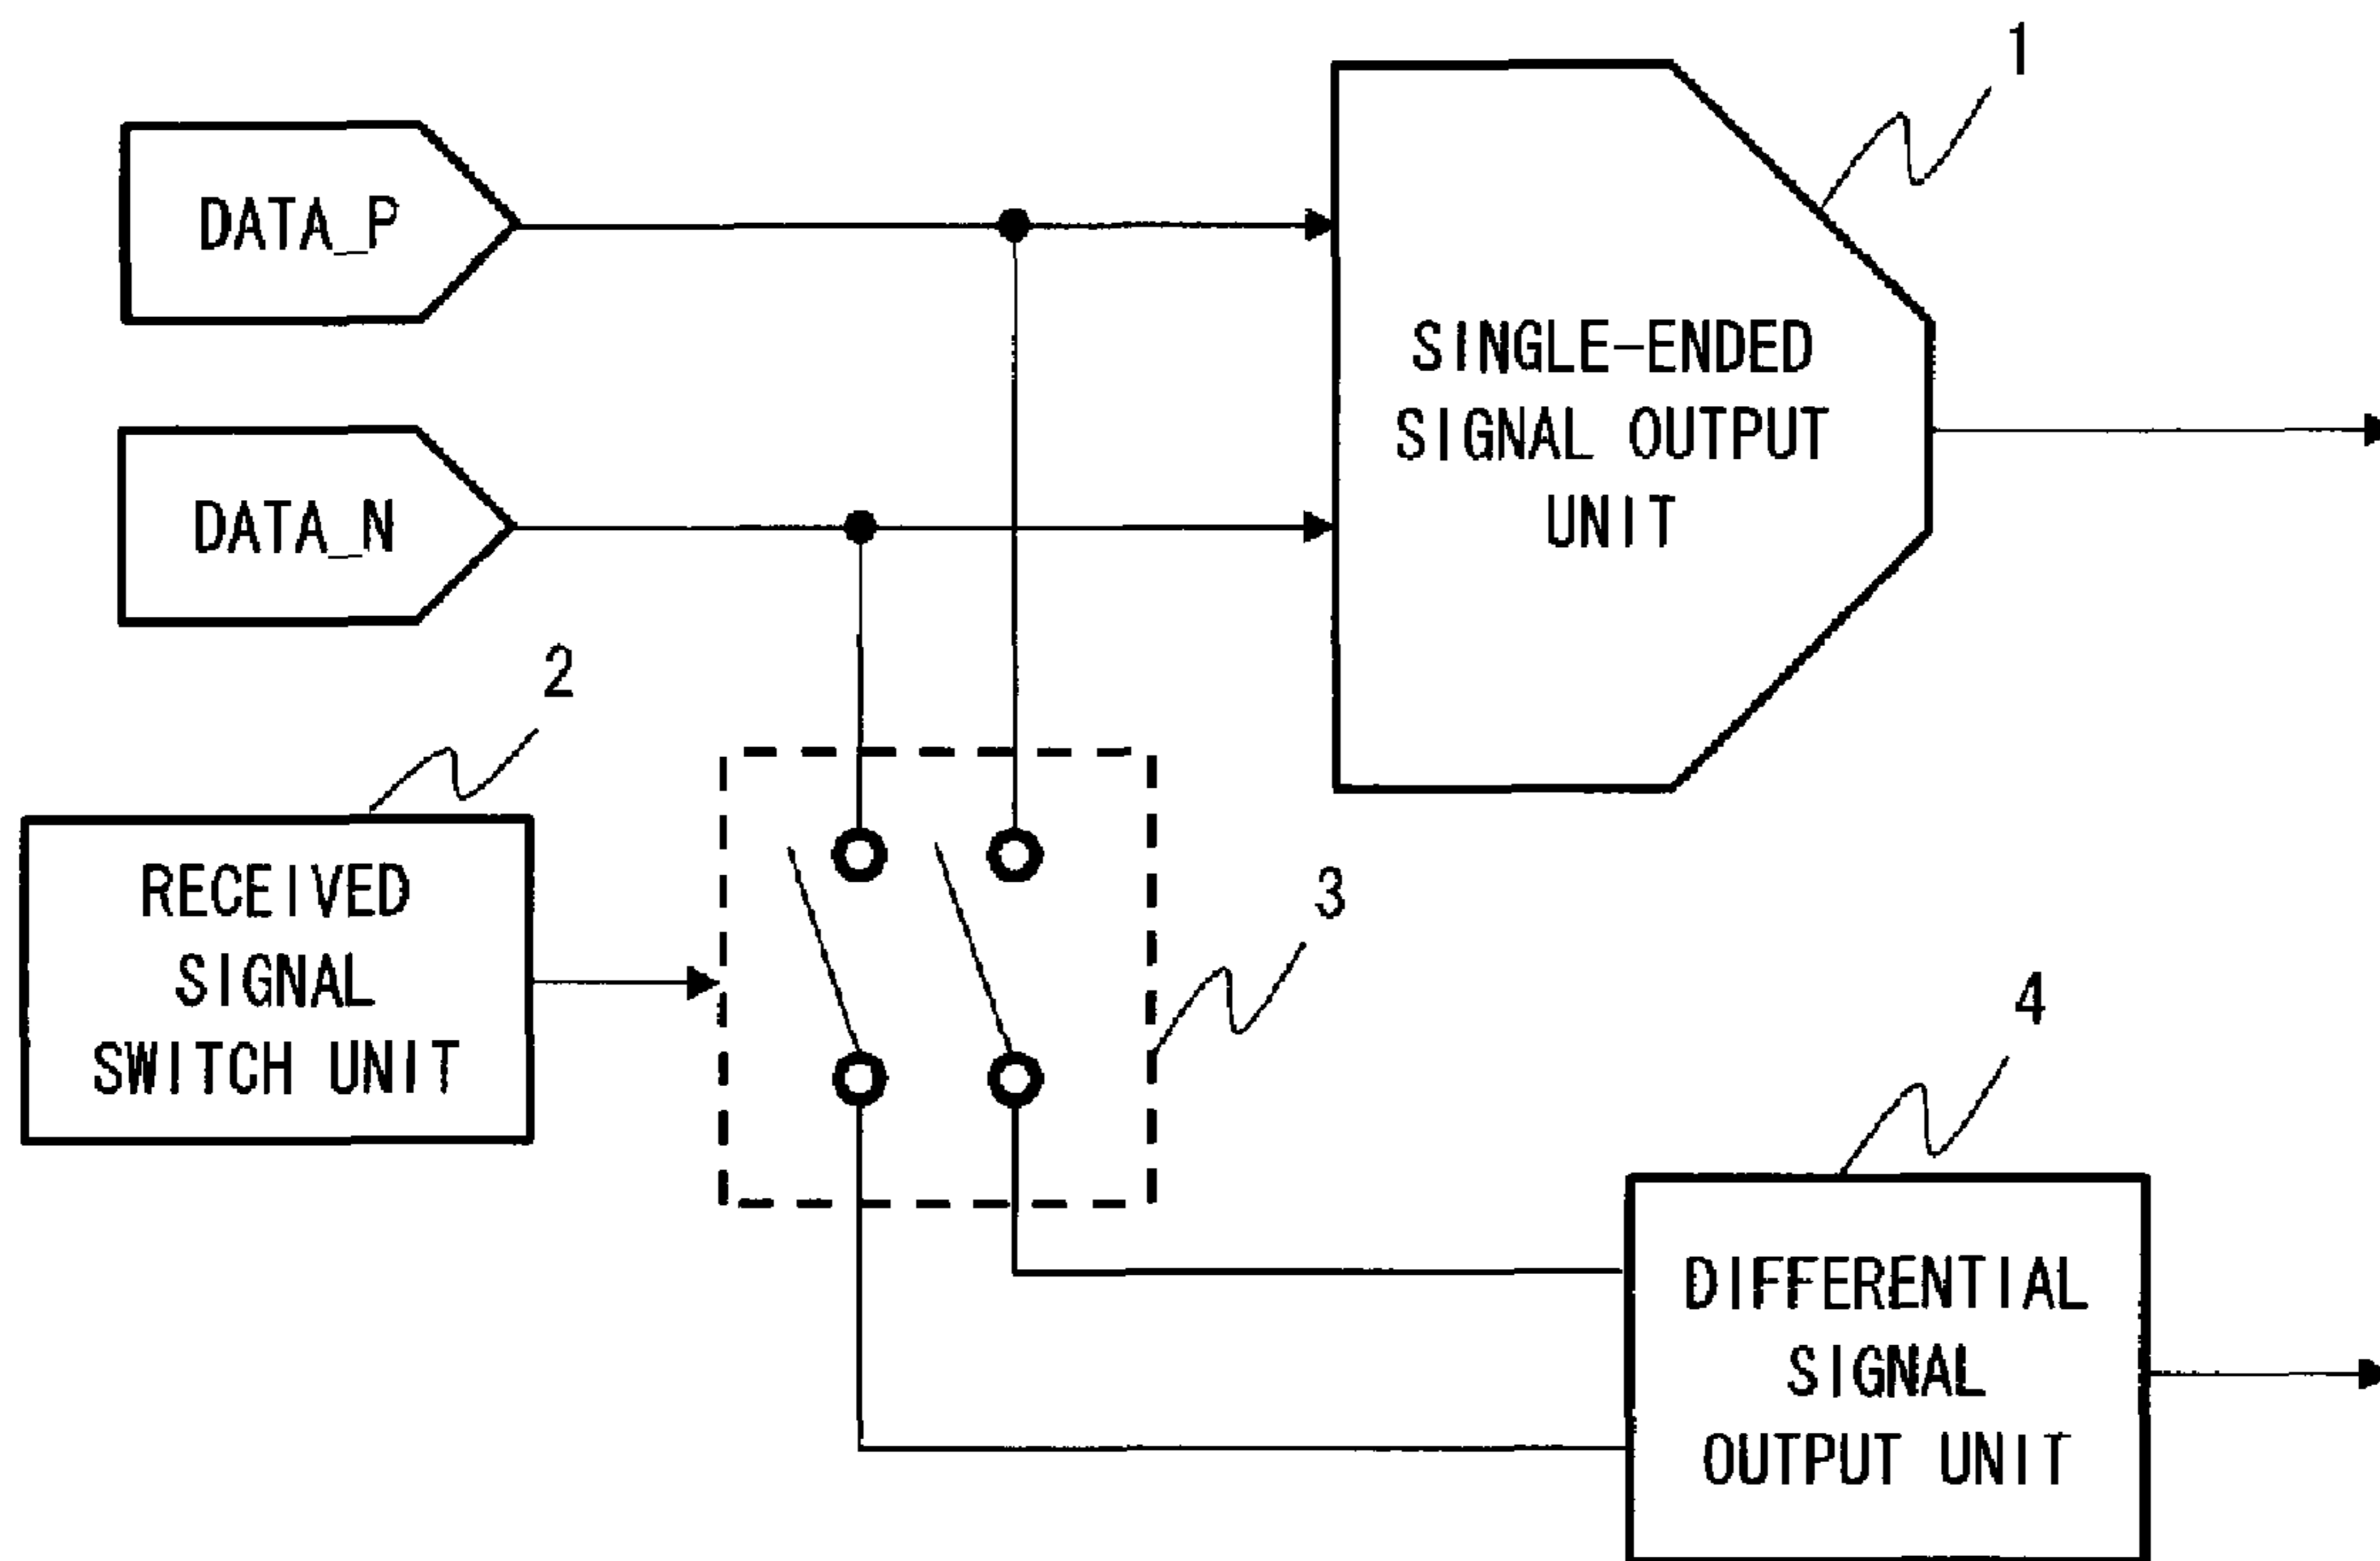 1
DATA_P
SINGLE-ENDED
SIGNAL OUTPUT
UNIT
DATA_N
2
RECEIVED
SIGNAL
SWITCH UNIT
3
4
DIFFERENTIAL
SIGNAL
OUTPUT UNIT